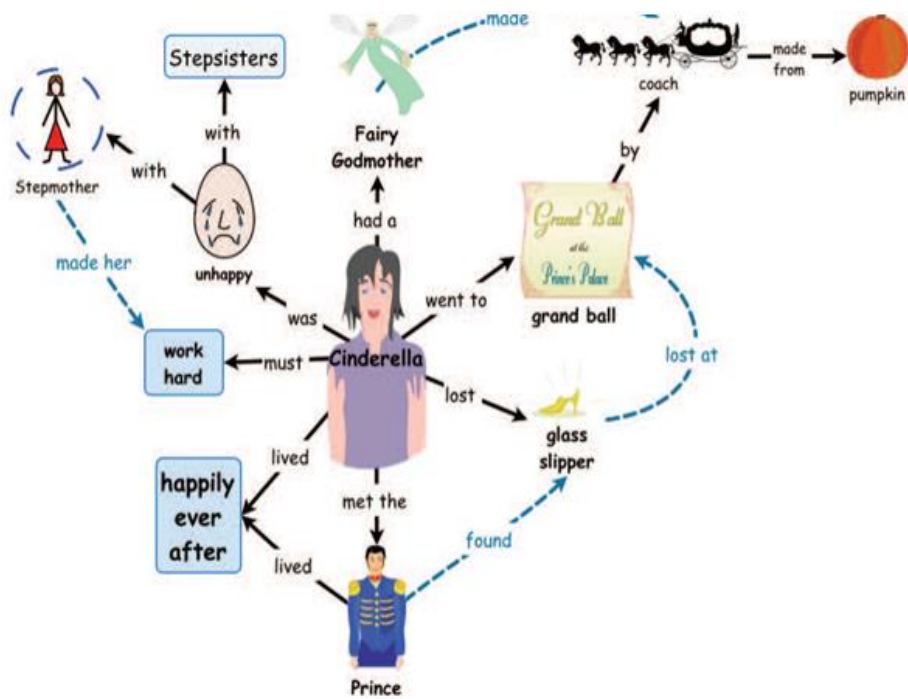 made
Stepsisters
coach
made
from
pumpkin
with
Fairy
Godmother
by
with
Stepmother
had a
Grand Ball
at the
Prince's Palace
made her
unhappy
went to
grand ball
was
work
hard
must
Cinderella
lost at
lost
glass
slipper
lived
happily
ever
after
met the
found
lived
Prince